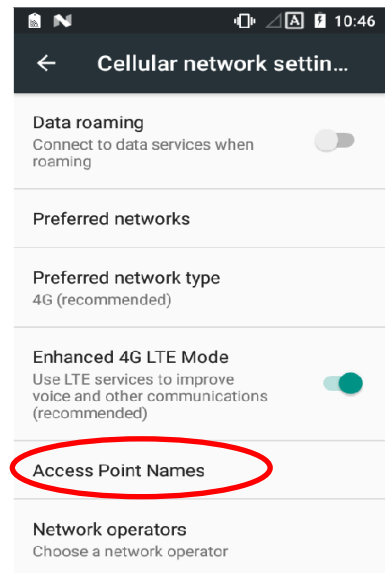 A 10:46
Cellular network settin...
Data roaming
Connect to data services when
roaming
Preferred networks
Preferred network type
4G (recommended)
Enhanced 4G LTE Mode
Use LTE services to improve
voice and other communications
(recommended)
Access Point Names
Network operators
Choose a network operator